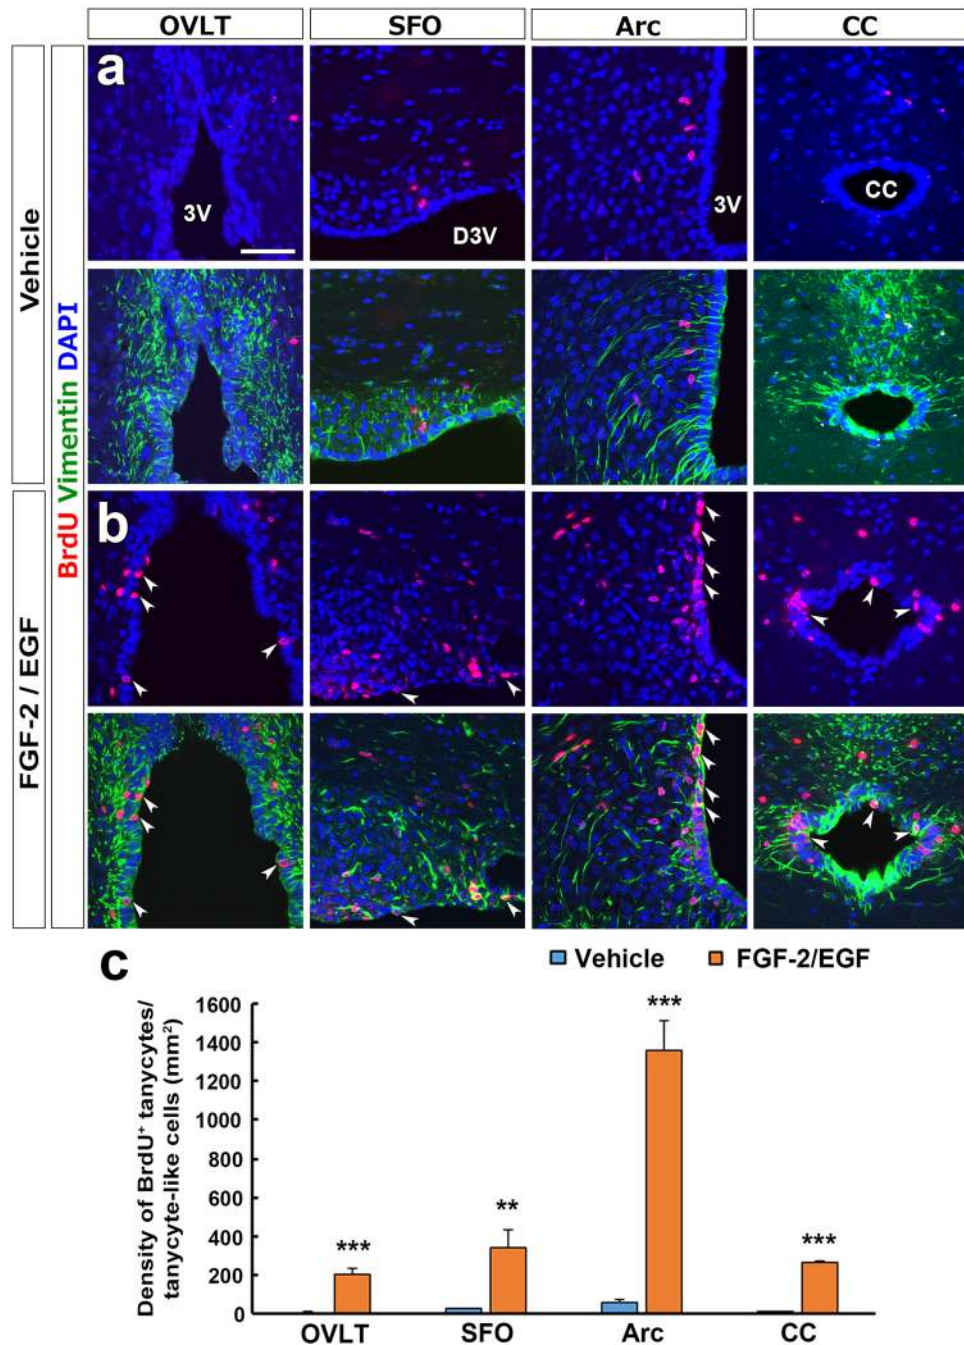 OVLT SFO Arc CC
Vehicle
FGF-2 / EGF
BrdU Vimentin DAPI
a
3V D3V 3V CC
b
c
Vehicle FGF-2/EGF
Density of BrdU⁺ tanycytes/
tanycyte-like cells (mm²)
1600
1400
1200
1000
800
600
400
200
0
*** ** *** ***
OVLT SFO Arc CC